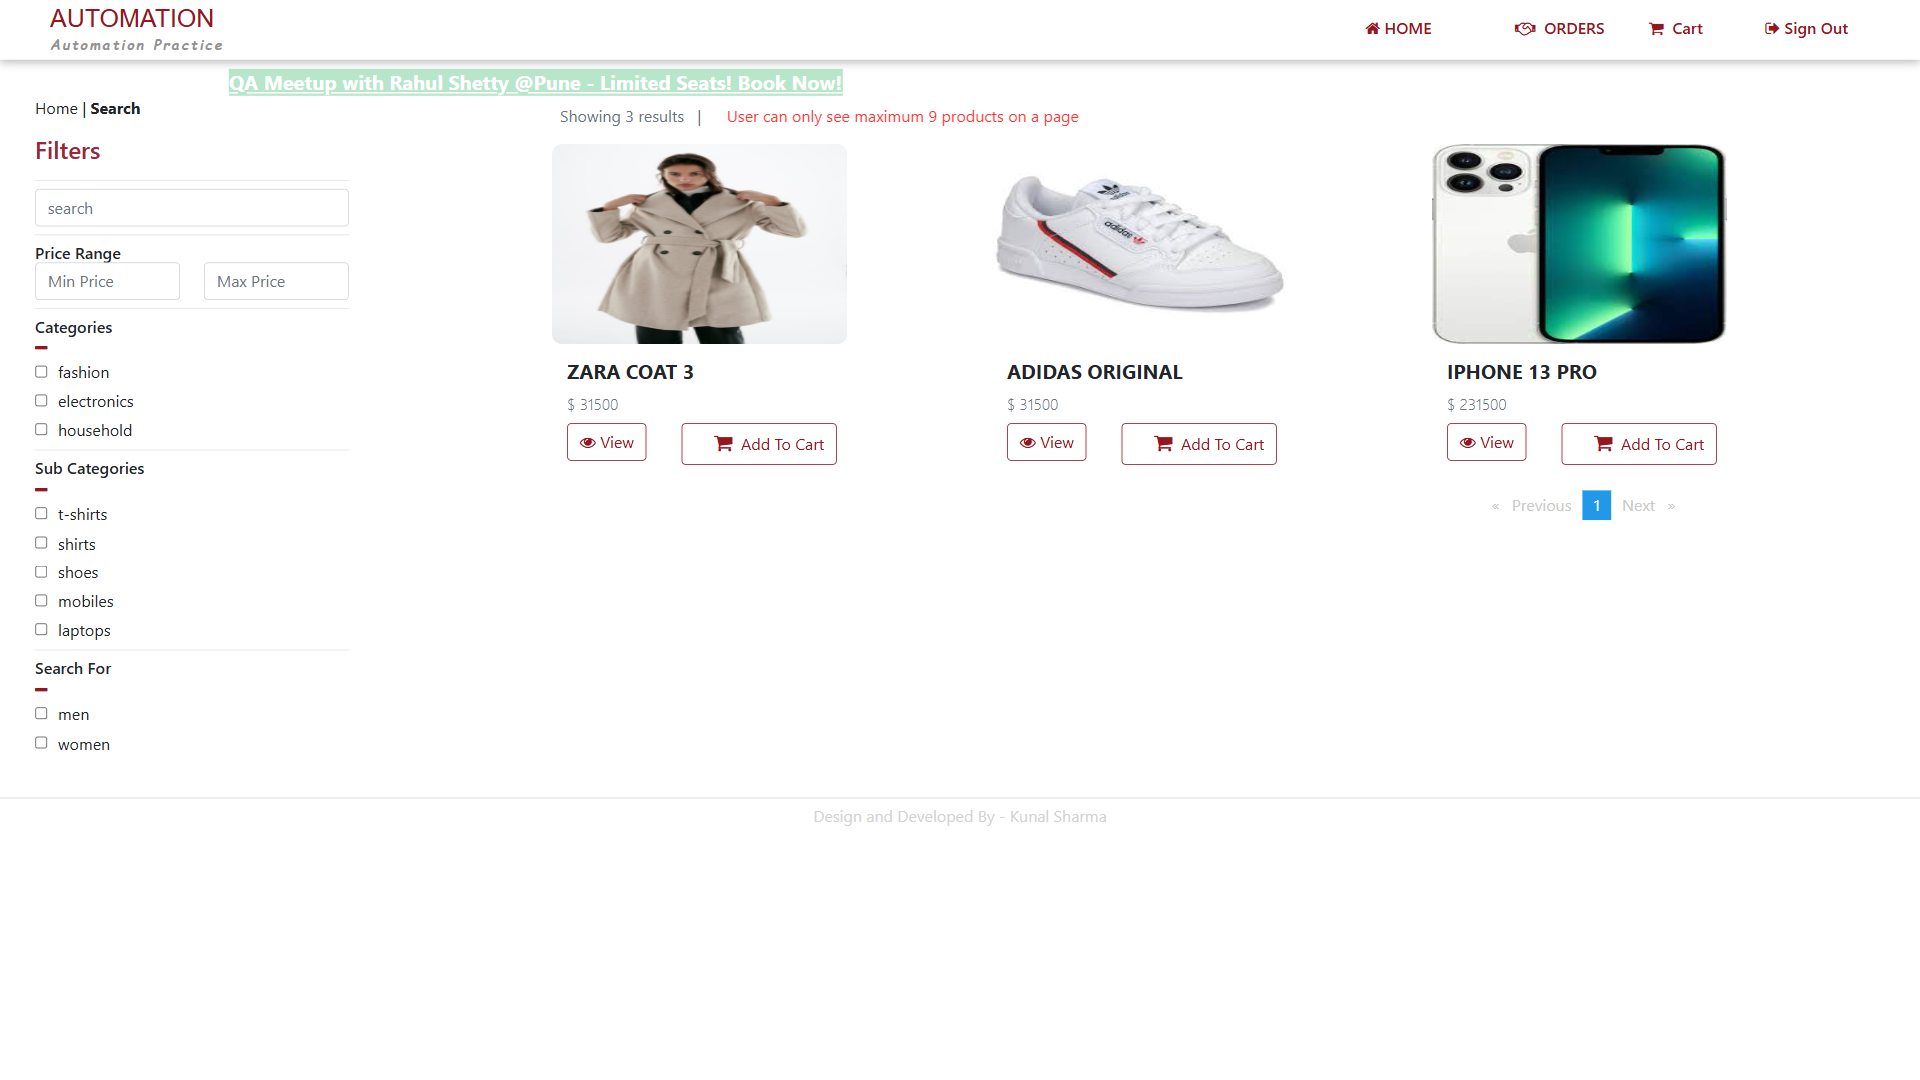 AUTOMATION
Automation Practice
HOME
ORDERS
Cart
Sign Out
QA Meetup with Rahul Shetty @Pune - Limited Seats! Book Now!
Home | Search
Showing 3 results |
User can only see maximum 9 products on a page
Filters
search
Price Range
Min Price
Max Price
Categories
fashion
electronics
household
Sub Categories
t-shirts
shirts
shoes
mobiles
laptops
Search For
men
women
ZARA COAT 3
$ 31500
View
Add To Cart
adidas
adidas
ADIDAS ORIGINAL
$ 31500
View
Add To Cart
IPHONE 13 PRO
$ 231500
View
Add To Cart
« Previous 1 Next »
Design and Developed By - Kunal Sharma